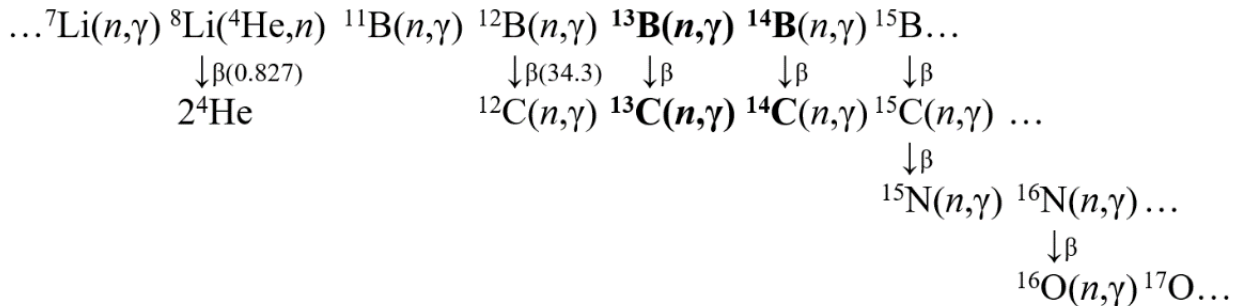 …⁷Li(n,γ) ⁸Li(⁴He,n) ¹¹B(n,γ) ¹²B(n,γ) ¹³B(n,γ) ¹⁴B(n,γ) ¹⁵B…
↓β(0.827) ↓β(34.3) ↓β ↓β ↓β
2⁴He ¹²C(n,γ) ¹³C(n,γ) ¹⁴C(n,γ) ¹⁵C(n,γ) …
↓β
¹⁵N(n,γ) ¹⁶N(n,γ)…
↓β
¹⁶O(n,γ)¹⁷O…